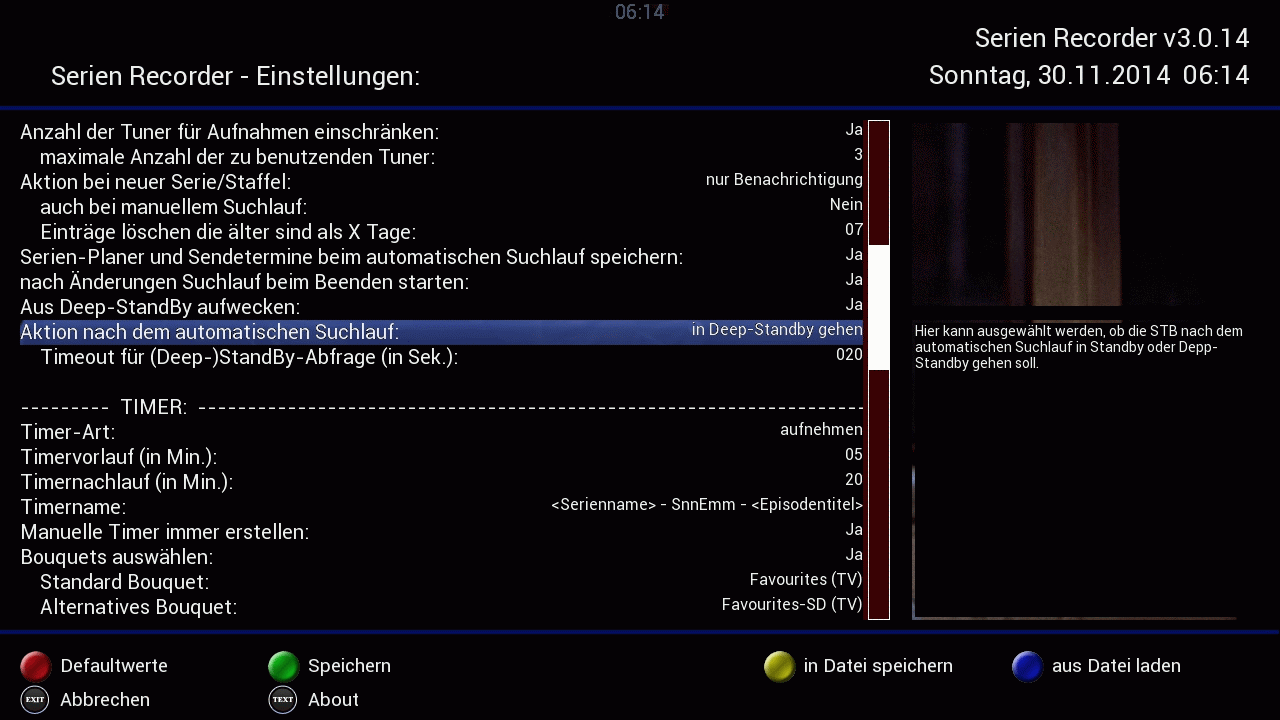 06:14
Serien Recorder v3.0.14
Serien Recorder - Einstellungen:
Sonntag, 30.11.2014 06:14
Anzahl der Tuner für Aufnahmen einschränken: Ja
maximale Anzahl der zu benutzenden Tuner: 3
Aktion bei neuer Serie/Staffel: nur Benachrichtigung
auch bei manuellem Suchlauf: Nein
Einträge löschen die älter sind als X Tage: 07
Serien-Planer und Sendetermine beim automatischen Suchlauf speichern: Ja
nach Änderungen Suchlauf beim Beenden starten: Ja
Aus Deep-StandBy aufwecken: Ja
Aktion nach dem automatischen Suchlauf: in Deep-Standby gehen
Timeout für (Deep-)StandBy-Abfrage (in Sek.): 020
--------- TIMER: ---------------------------------------------------------------
Timer-Art: aufnehmen
Timervorlauf (in Min.): 05
Timernachlauf (in Min.): 20
Timername: <Serienname> - SnnEmm - <Episodentitel>
Manuelle Timer immer erstellen: Ja
Bouquets auswählen: Ja
Standard Bouquet: Favourites (TV)
Alternatives Bouquet: Favourites-SD (TV)
Hier kann ausgewählt werden, ob die STB nach dem
automatischen Suchlauf in Standby oder Depp-
Standby gehen soll.
Defaultwerte
Speichern
in Datei speichern
aus Datei laden
EXIT Abbrechen
TEXT About